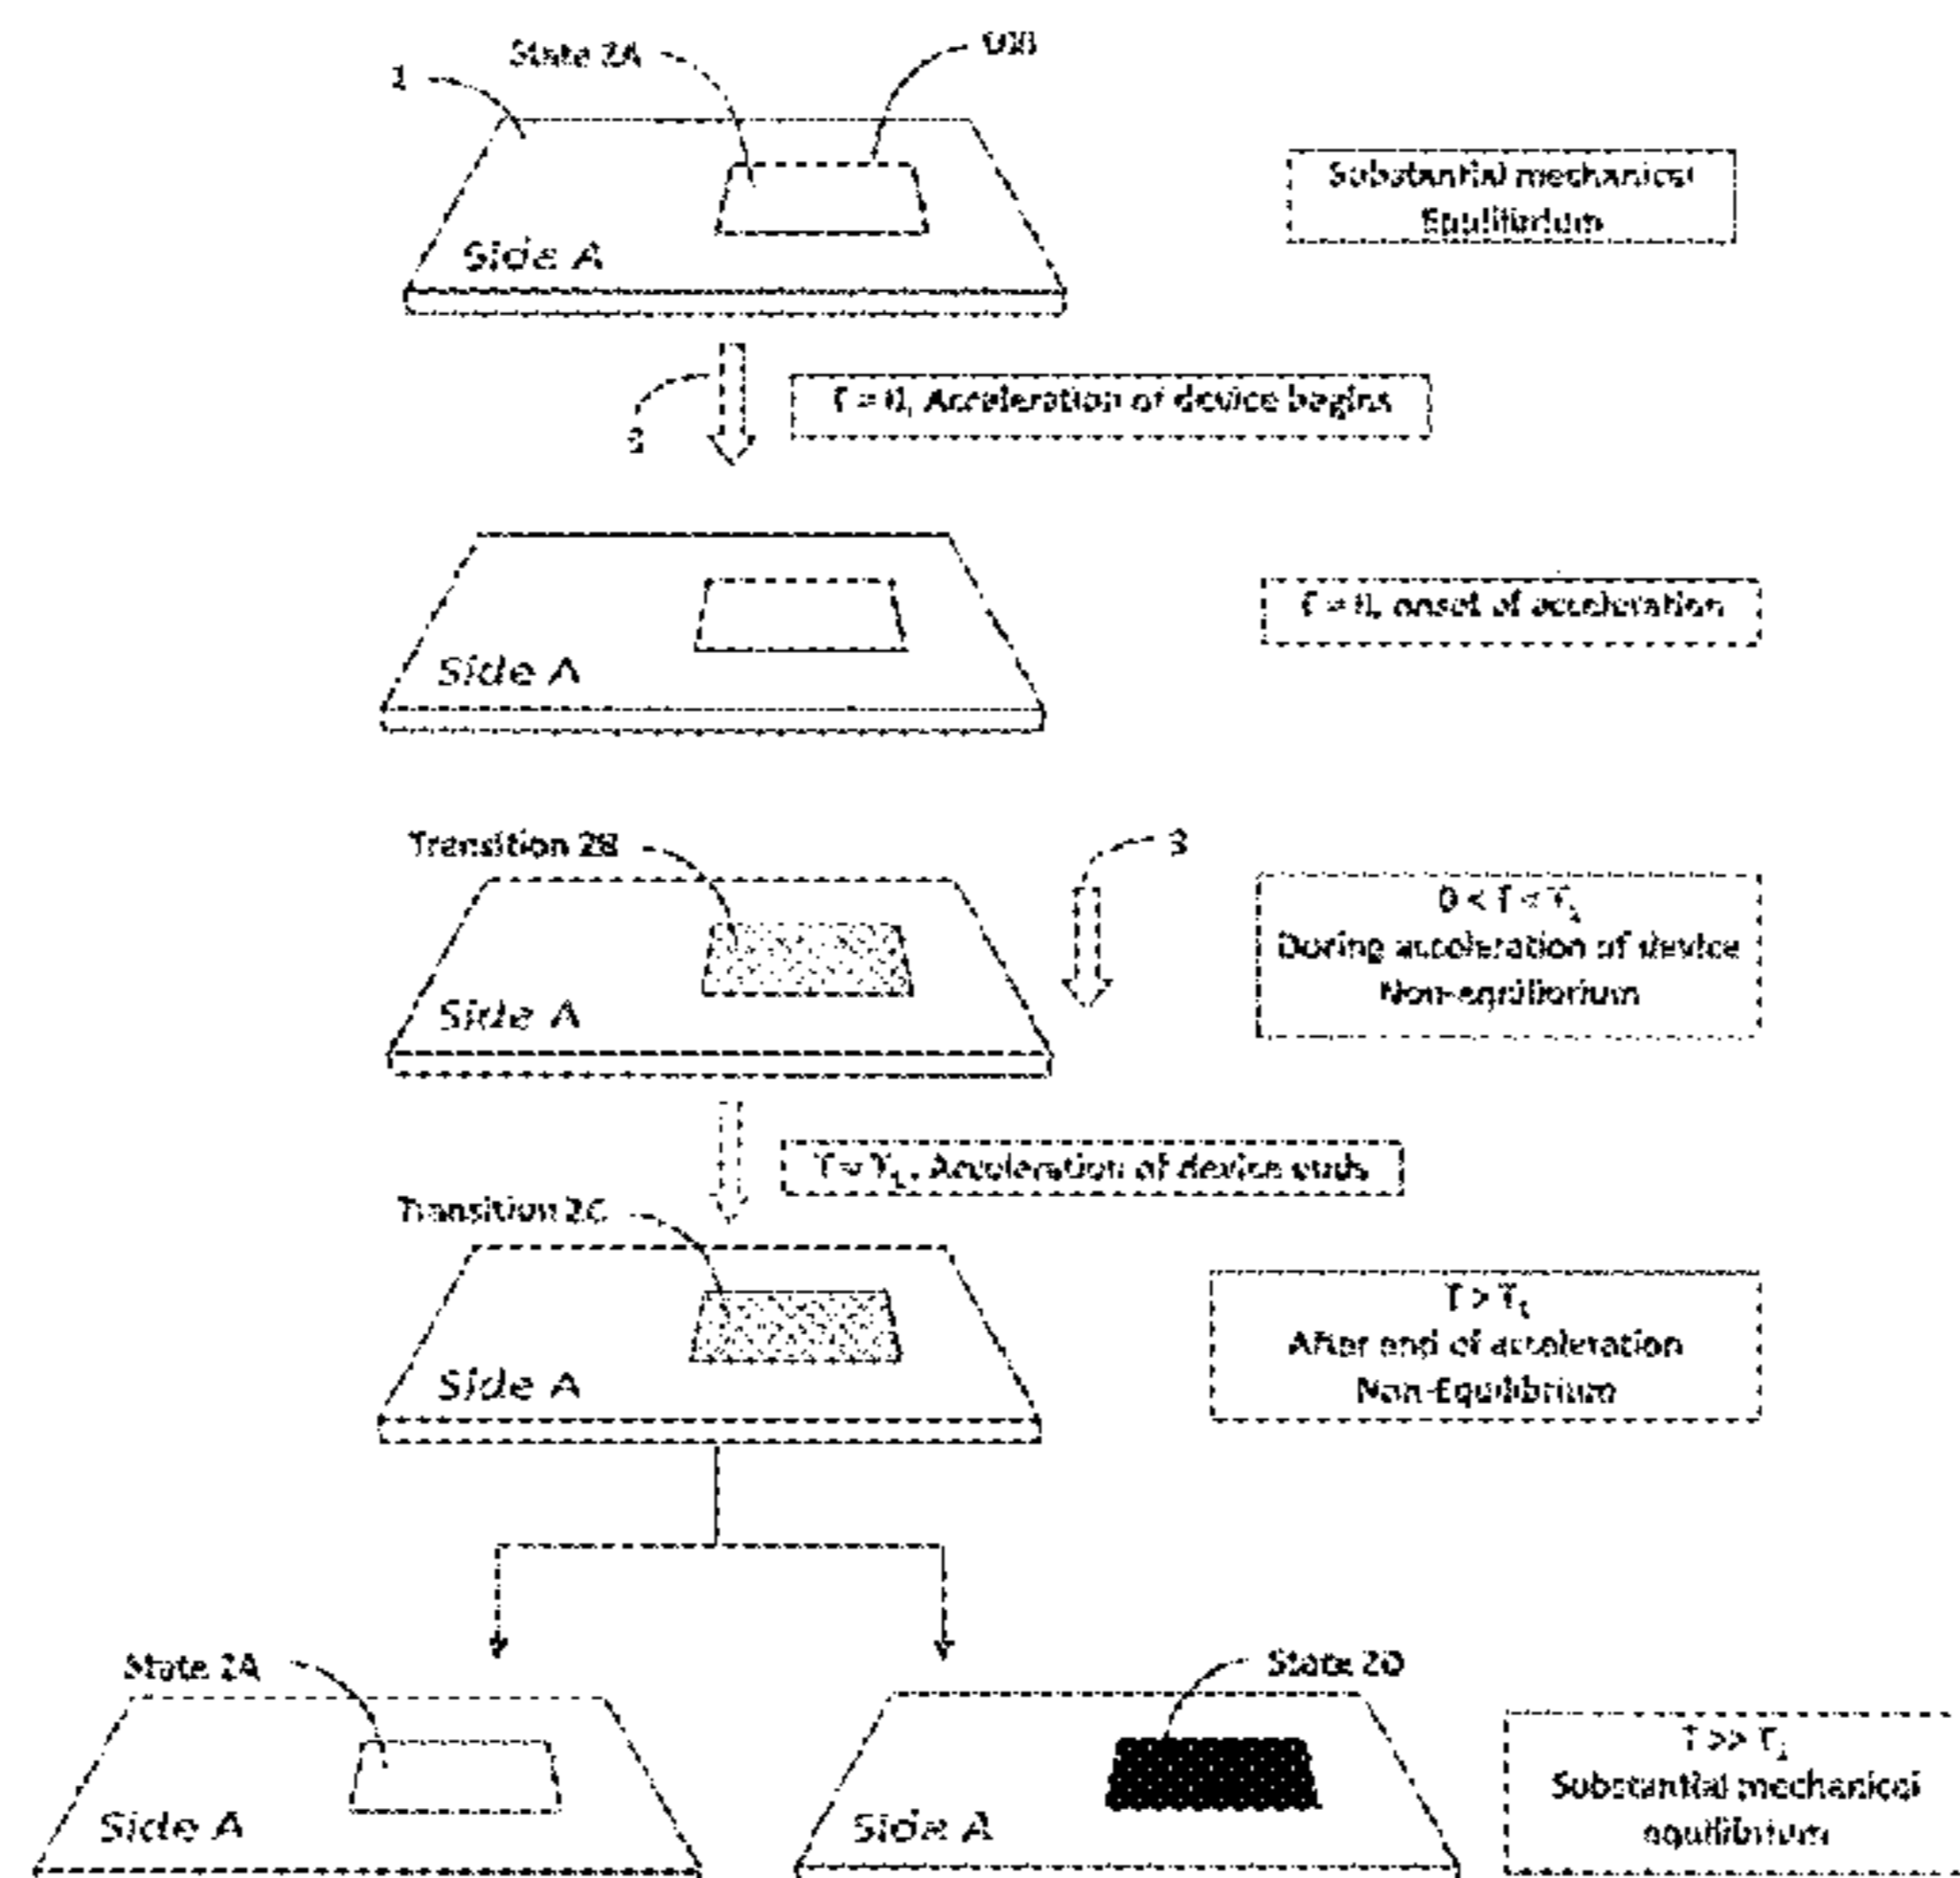 State 2A
1
Side A
Substantial mechanical
Equilibrium
2
T = 0, Acceleration of device begins
Side A
T = 0, onset of acceleration
Transition 2B
3
Side A
0 < T < T₁
During acceleration of device
Non-equilibrium
T = T₁, Acceleration of device ends
Transition 2C
Side A
T > T₁
After end of acceleration
Non-Equilibrium
State 2A
State 2D
Side A
Side A
T >> T₁
Substantial mechanical
equilibrium